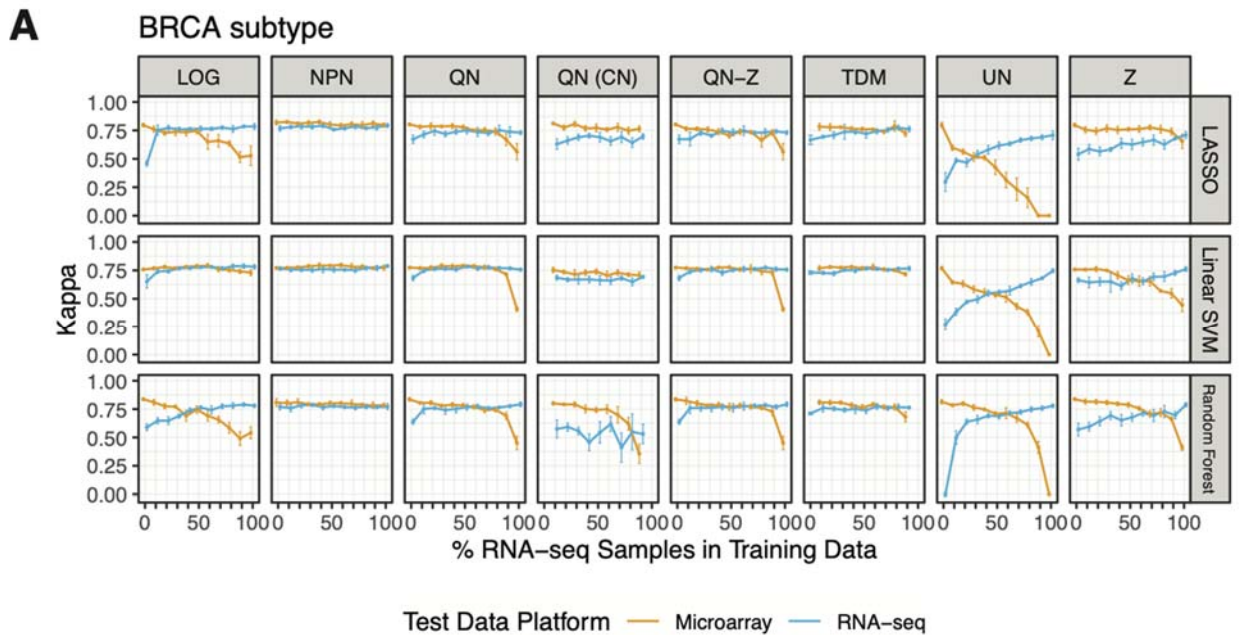 A
BRCA subtype
LOG NPN QN QN (CN) QN−Z TDM UN Z
1.00
0.75
0.50
0.25
0.00
LASSO
1.00
0.75
0.50
0.25
0.00
Linear SVM
1.00
0.75
0.50
0.25
0.00
Random Forest
Kappa
0 50 100 0 50 100 0 50 100 0 50 100 0 50 100 0 50 100 0 50 100 0 50 100
% RNA−seq Samples in Training Data
Test Data Platform Microarray RNA−seq